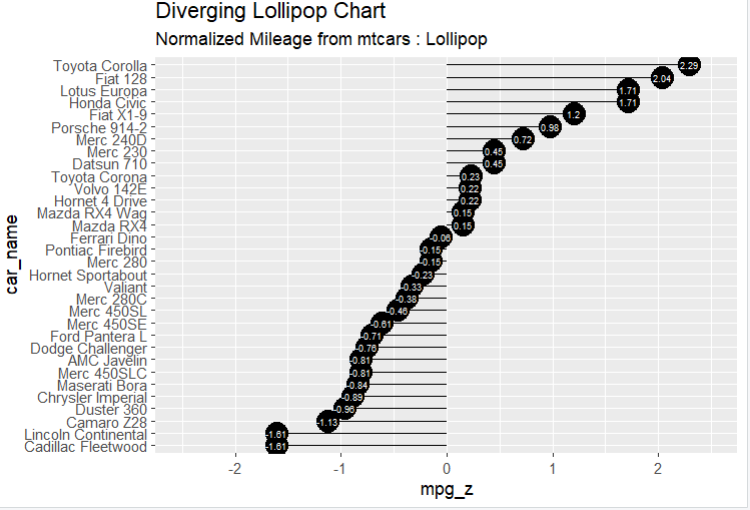 Diverging Lollipop Chart
Normalized Mileage from mtcars : Lollipop
car_name
Toyota Corolla 2.29
Fiat 128 2.04
Lotus Europa 1.71
Honda Civic 1.71
Fiat X1-9 1.2
Porsche 914-2 0.98
Merc 240D 0.72
Merc 230 0.45
Datsun 710 0.45
Toyota Corona 0.23
Volvo 142E 0.22
Hornet 4 Drive 0.22
Mazda RX4 Wag 0.15
Mazda RX4 0.15
Ferrari Dino -0.06
Pontiac Firebird -0.15
Merc 280 -0.15
Hornet Sportabout -0.23
Valiant -0.33
Merc 280C -0.38
Merc 450SL -0.46
Merc 450SE -0.61
Ford Pantera L -0.71
Dodge Challenger -0.76
AMC Javelin -0.81
Merc 450SLC -0.81
Maserati Bora -0.84
Chrysler Imperial -0.89
Duster 360 -0.96
Camaro Z28 -1.13
Lincoln Continental -1.61
Cadillac Fleetwood -1.61
-2 -1 0 1 2
mpg_z